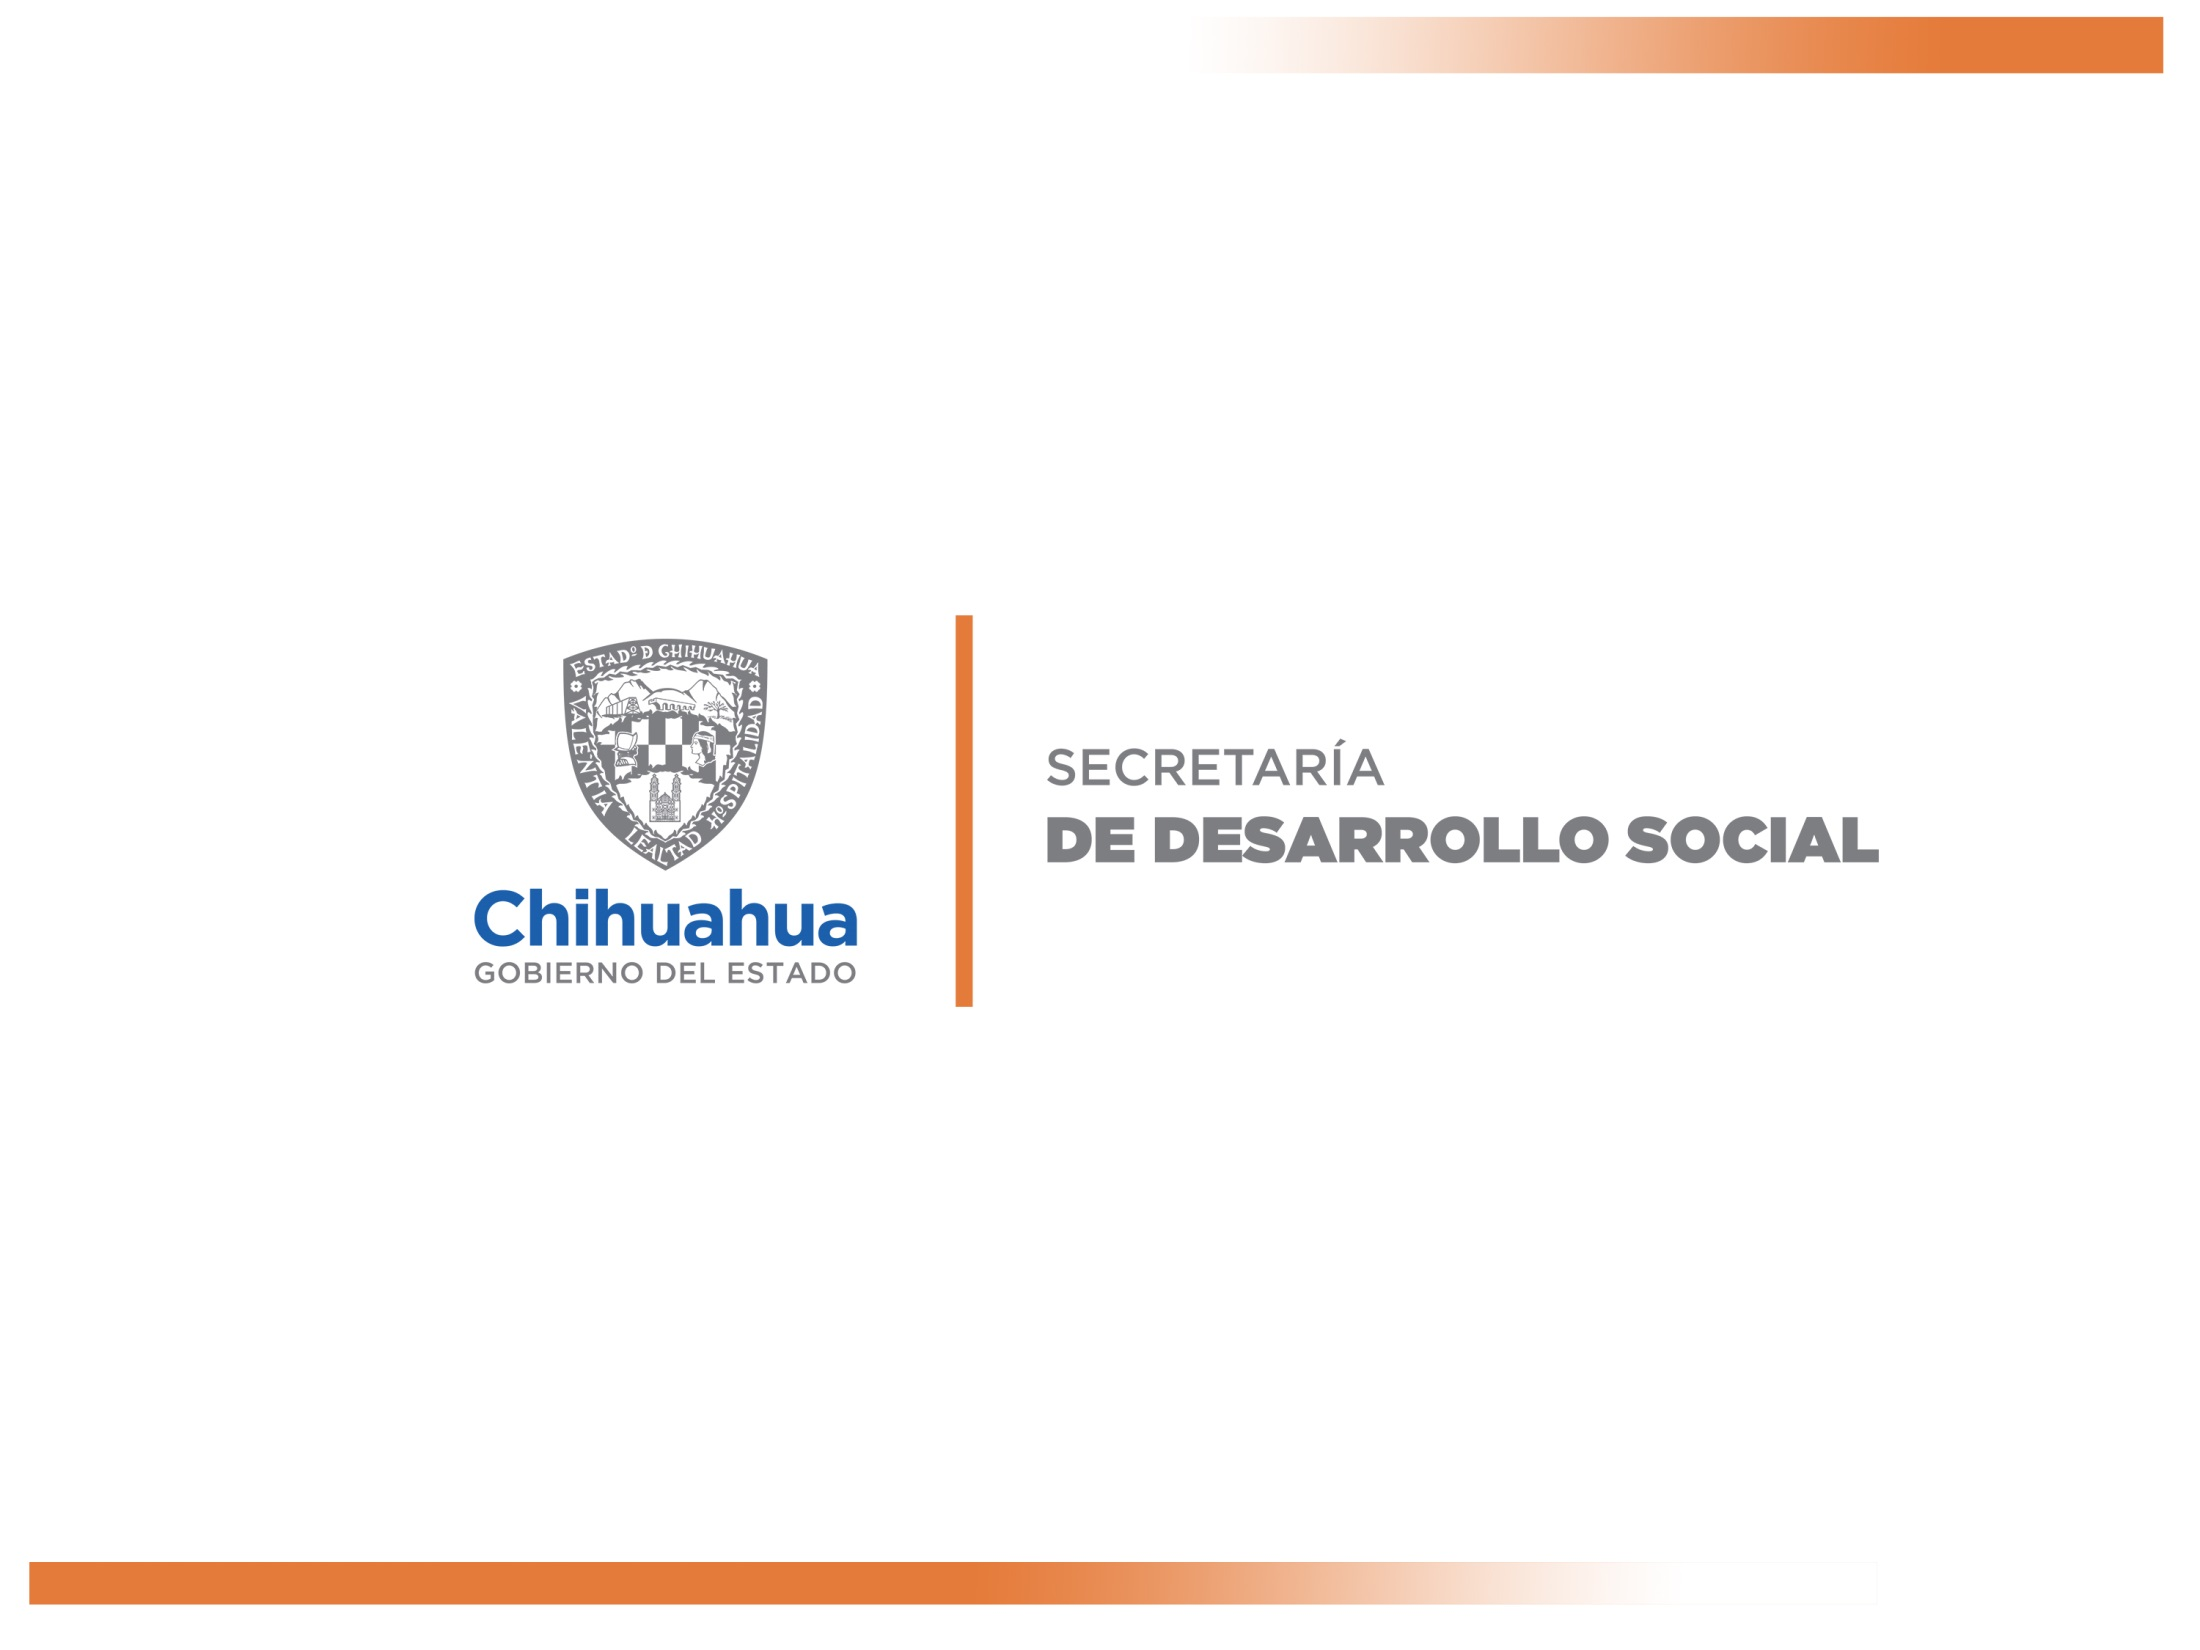 ESTADO D CHIHUAHUA
VALENTIA
LEALTAD
HOSPITALIDAD
Chihuahua
GOBIERNO DEL ESTADO
SECRETARÍA
DE DESARROLLO SOCIAL